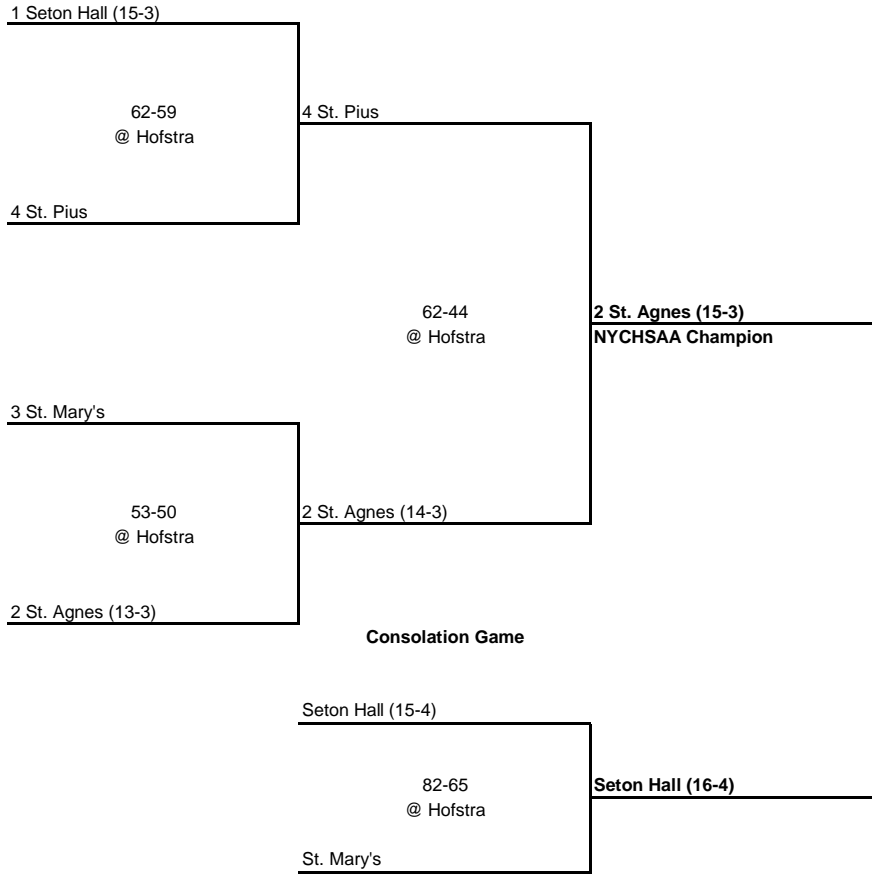 1 Seton Hall (15-3)
62-59
@ Hofstra
4 St. Pius
4 St. Pius
62-44
@ Hofstra
2 St. Agnes (15-3)
NYCHSAA Champion
3 St. Mary's
53-50
@ Hofstra
2 St. Agnes (14-3)
2 St. Agnes (13-3)
Consolation Game
Seton Hall (15-4)
82-65
@ Hofstra
Seton Hall (16-4)
St. Mary's